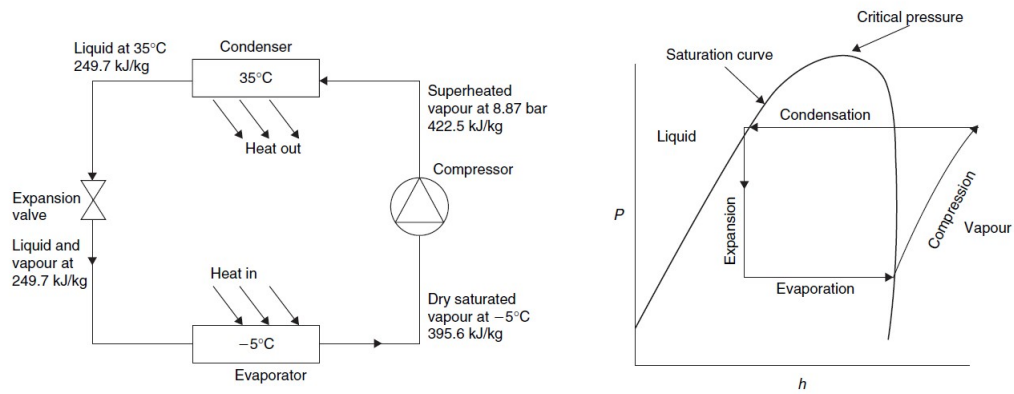 Liquid at 35°C
249.7 kJ/kg
Condenser
35°C
Heat out
Superheated
vapour at 8.87 bar
422.5 kJ/kg
Compressor
Expansion
valve
Liquid and
vapour at
249.7 kJ/kg
Heat in
−5°C
Evaporator
Dry saturated
vapour at −5°C
395.6 kJ/kg
Critical pressure
Saturation curve
Condensation
Liquid
P
Expansion
Compression
Vapour
Evaporation
h